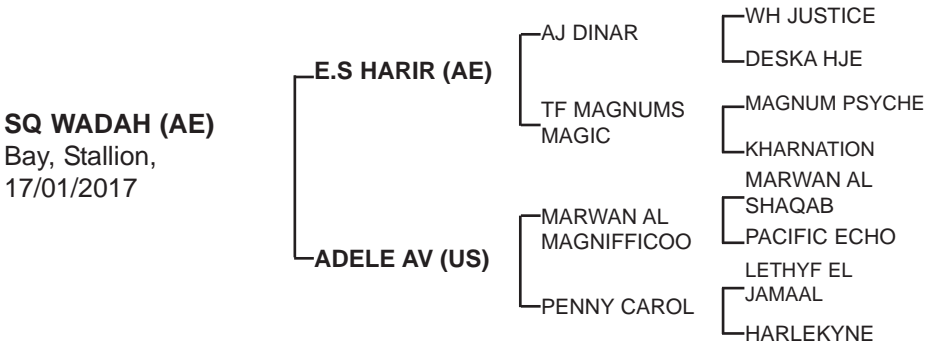 SQ WADAH (AE)
Bay, Stallion,
17/01/2017
E.S HARIR (AE)
ADELE AV (US)
AJ DINAR
TF MAGNUMS
MAGIC
MARWAN AL
MAGNIFFICOO
PENNY CAROL
WH JUSTICE
DESKA HJE
MAGNUM PSYCHE
KHARNATION
MARWAN AL
SHAQAB
PACIFIC ECHO
LETHYF EL
JAMAAL
HARLEKYNE